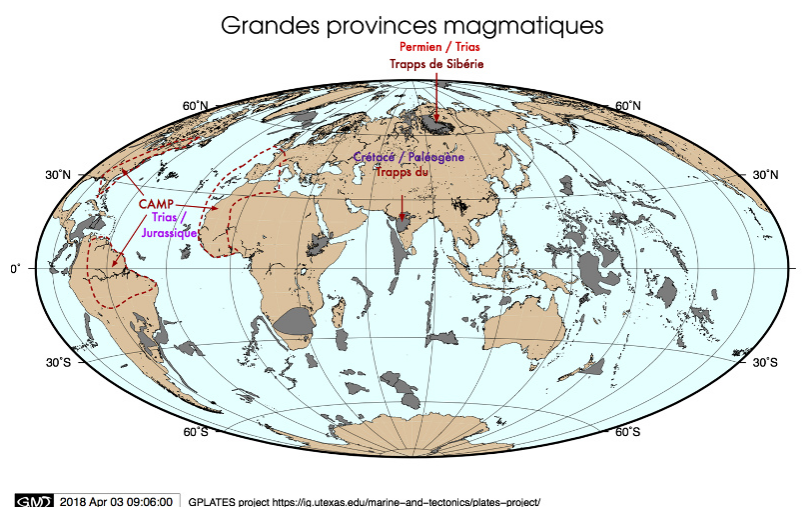 Grandes provinces magmatiques
Permien / Trias
Trapps de Sibérie
60˚N
60˚N
Crétacé / Paléogène
Trapps du
30˚N
30˚N
CAMP
Trias /
Jurassique
0˚
30˚S
30˚S
60˚S
60˚S
GMD 2018 Apr 03 09:06:00 GPLATES project https://ig.utexas.edu/marine−and−tectonics/plates−project/